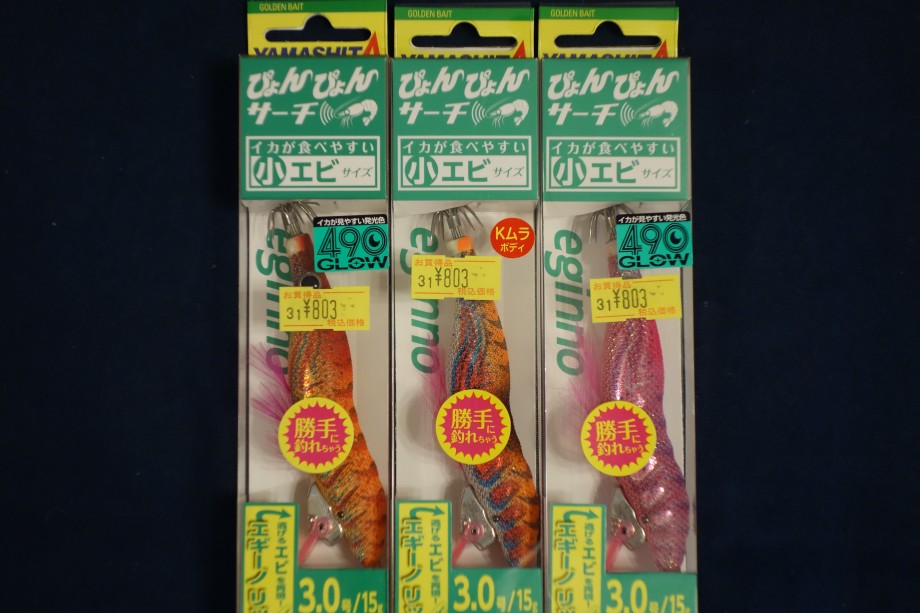 GOLDEN BAIT
YAMASHITA
ぴょんぴょん
サーチ
イカが食べやすい
小エビサイズ
イカが見やすい発光色
490
GLOW
eginno
お買得品
31 ¥803
税込価格
勝手に
釣れちゃう
3.0号/15g
GOLDEN BAIT
YAMASHITA
ぴょんぴょん
サーチ
イカが食べやすい
小エビサイズ
Kムラ
ボディ
eginno
お買得品
31 ¥803
税込価格
勝手に
釣れちゃう
3.0号/15g
GOLDEN BAIT
YAMASHITA
ぴょんぴょん
サーチ
イカが食べやすい
小エビサイズ
イカが見やすい発光色
490
GLOW
eginno
お買得品
31 ¥803
税込価格
勝手に
釣れちゃう
3.0号/15g